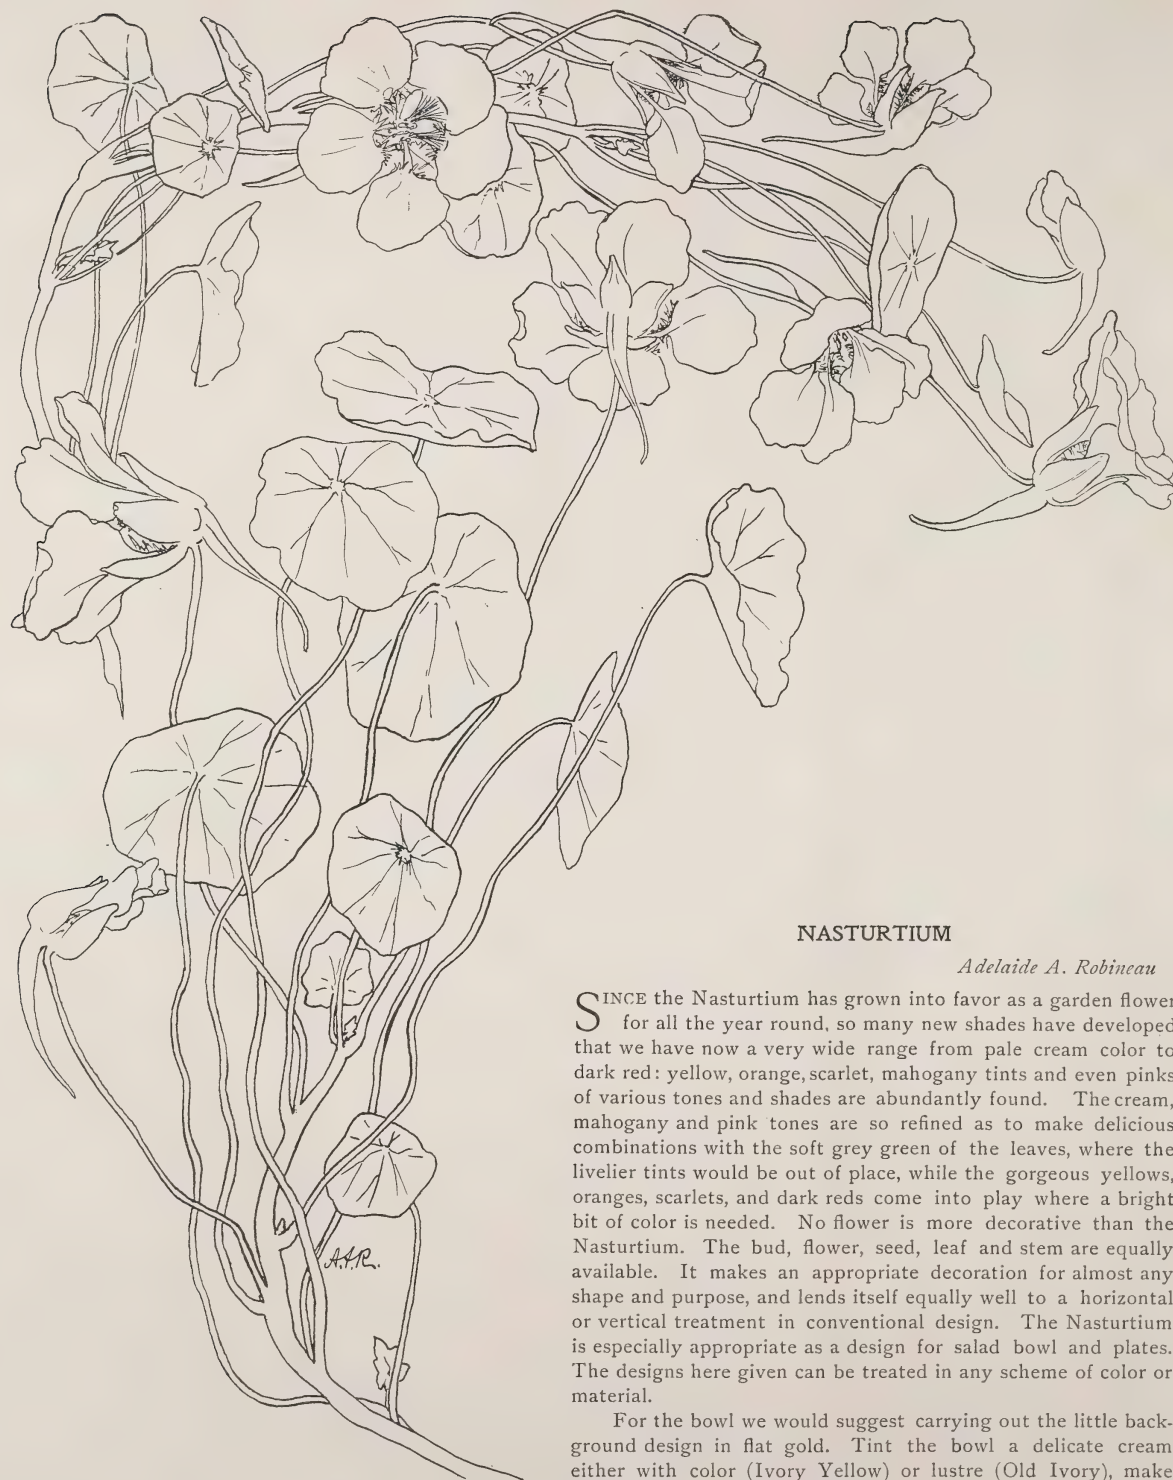 NASTURTIUM
Adelaide A. Robineau
SINCE the Nasturtium has grown into favor as a garden flower
for all the year round, so many new shades have developed
that we have now a very wide range from pale cream color to
dark red: yellow, orange, scarlet, mahogany tints and even pinks
of various tones and shades are abundantly found. The cream,
mahogany and pink tones are so refined as to make delicious
combinations with the soft grey green of the leaves, where the
livelier tints would be out of place, while the gorgeous yellows,
oranges, scarlets, and dark reds come into play where a bright
bit of color is needed. No flower is more decorative than the
Nasturtium. The bud, flower, seed, leaf and stem are equally
available. It makes an appropriate decoration for almost any
shape and purpose, and lends itself equally well to a horizontal
or vertical treatment in conventional design. The Nasturtium
is especially appropriate as a design for salad bowl and plates.
The designs here given can be treated in any scheme of color or
material.
For the bowl we would suggest carrying out the little back-
ground design in flat gold. Tint the bowl a delicate cream
either with color (Ivory Yellow) or lustre (Old Ivory), make
A.A.R.